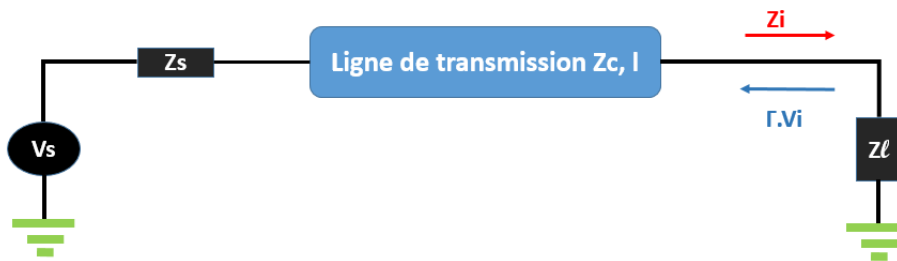 Zi
Zs
Ligne de transmission Zc, l
Γ.Vi
Vs
Zℓ